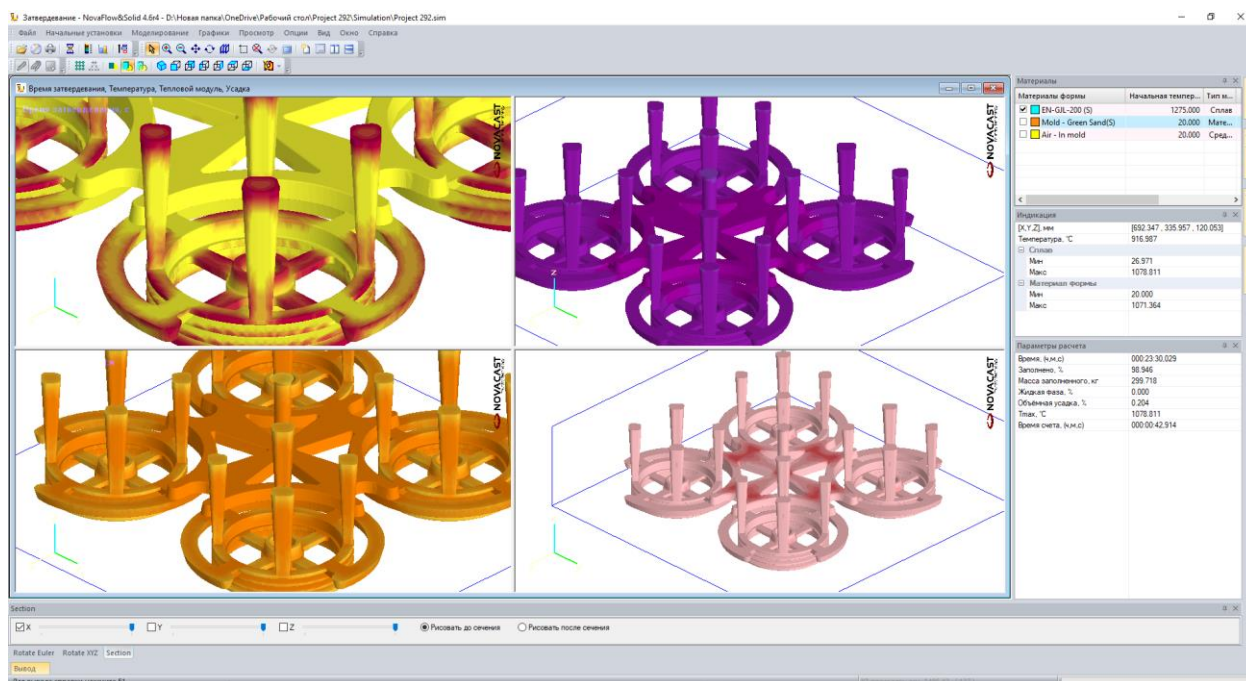 Затвердевание - NovaFlow&Solid 4.6r4 - D:\Новая папка\OneDrive\Рабочий стол\Project 292\Simulation\Project 292.sim
Файл Начальные установки Моделирование Графики Просмотр Опции Вид Окно Справка
Время затвердевания, Температура, Тепловой модуль, Усадка
NOVACAST
NOVACAST
Z
NOVACAST
NOVACAST
Материалы
Материалы формы Начальная темпер... Тип м...
EN-GJL-200 (S) 1275.000 Сплав
Mold - Green Sand(S) 20.000 Мате...
Air - In mold 20.000 Сред...
Индикация
[X,Y,Z], мм [692.347 , 335.957 , 120.053]
Температура, °C 916.987
Сплав
Мин 26.971
Макс 1078.811
Материал формы
Мин 20.000
Макс 1071.364
Параметры расчета
Время, (ч,м,с) 000:23:30,029
Заполнено, % 98.946
Масса заполненного, кг 299.718
Жидкая фаза, % 0.000
Объёмная усадка, % 0.204
Tmax, °C 1078.811
Время счета, (ч,м,с) 000:00:42,914
Section
X Y Z Рисовать до сечения Рисовать после сечения
Rotate Euler Rotate XYZ Section
Вывод